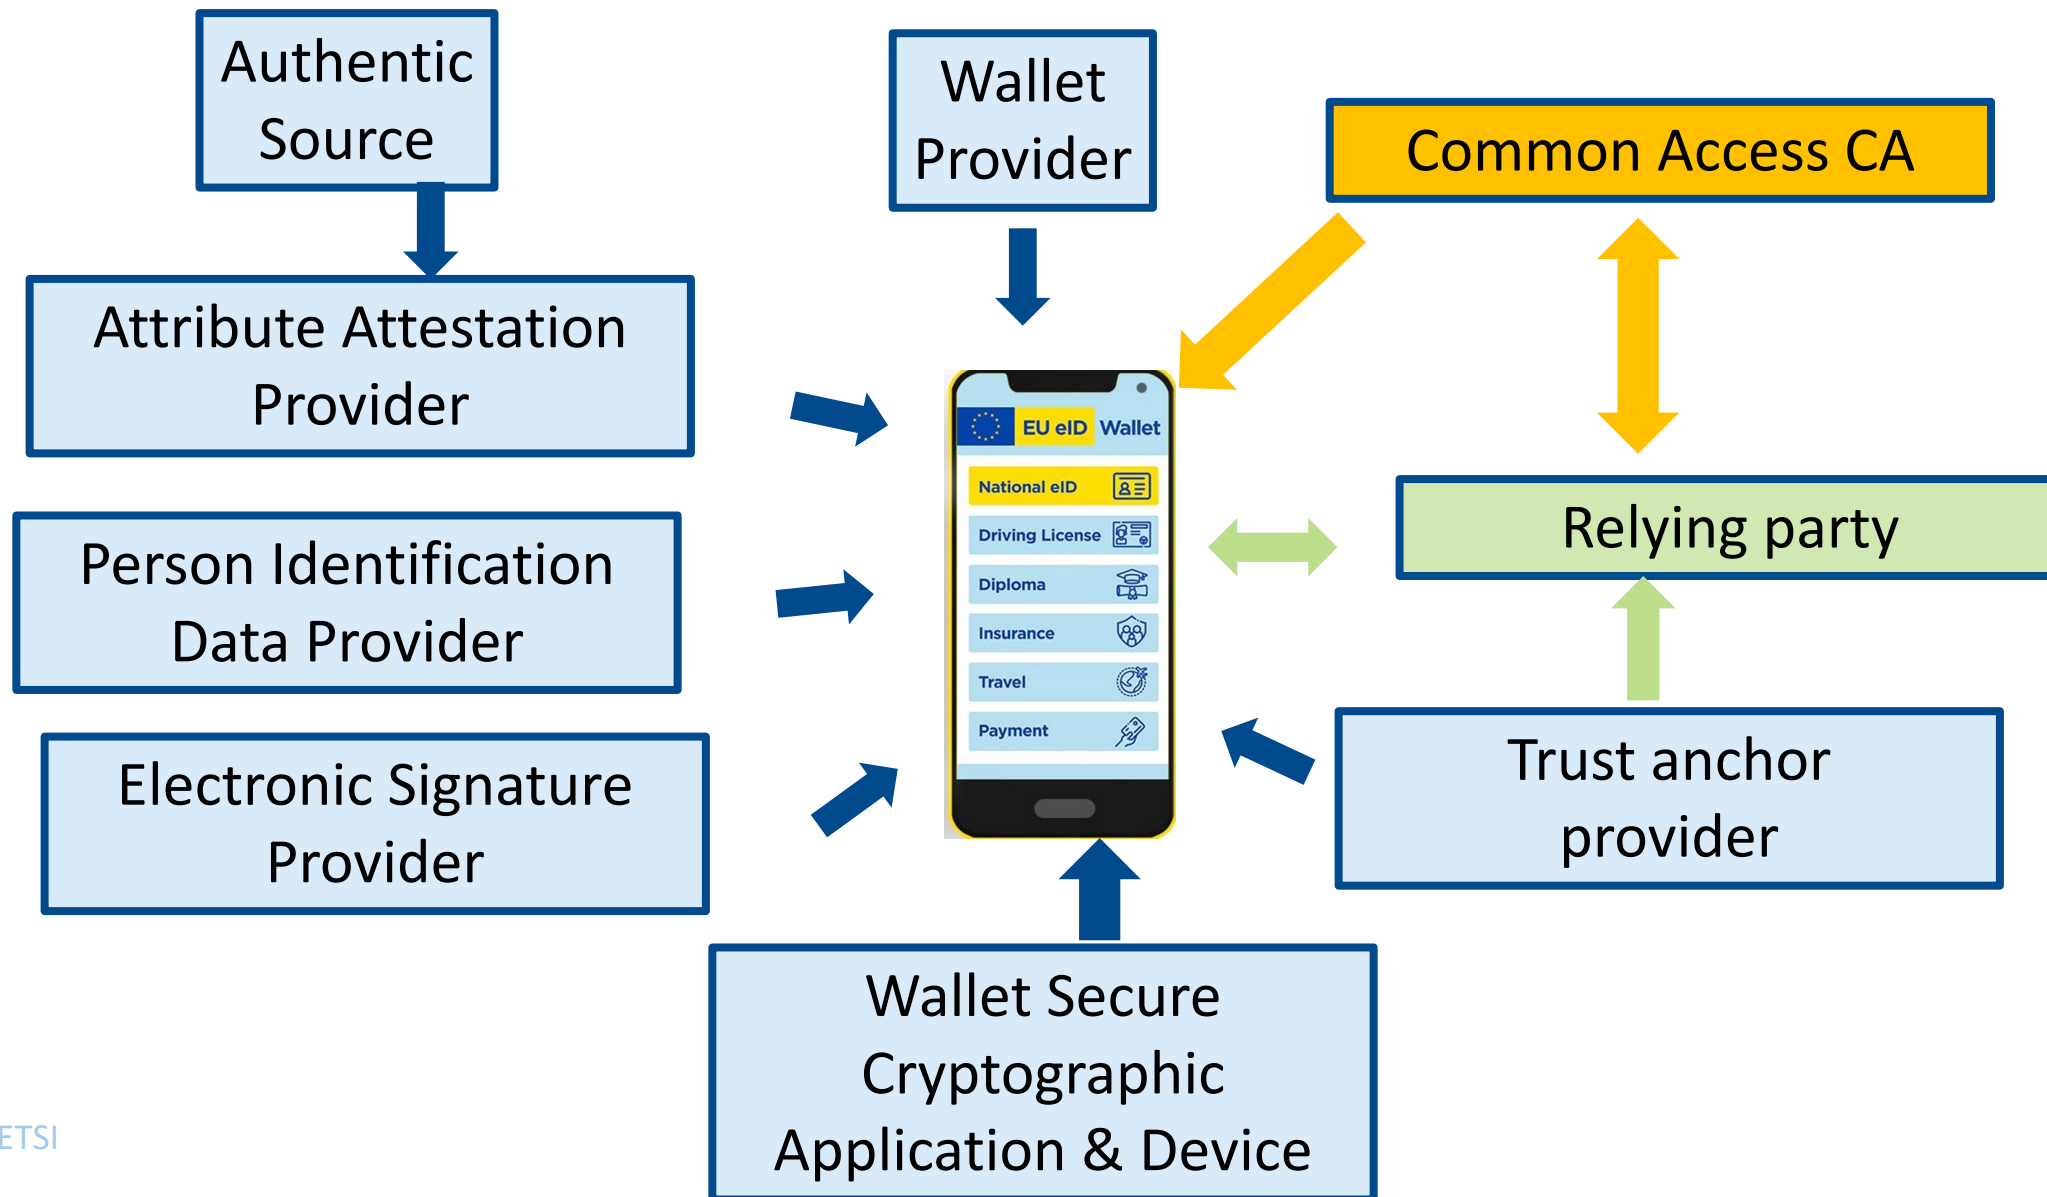 Authentic
Source
Wallet
Provider
Common Access CA
Attribute Attestation
Provider
EU eID Wallet
National eID
Driving License
Diploma
Insurance
Travel
Payment
Relying party
Person Identification
Data Provider
Electronic Signature
Provider
Trust anchor
provider
Wallet Secure
Cryptographic
Application & Device
ETSI